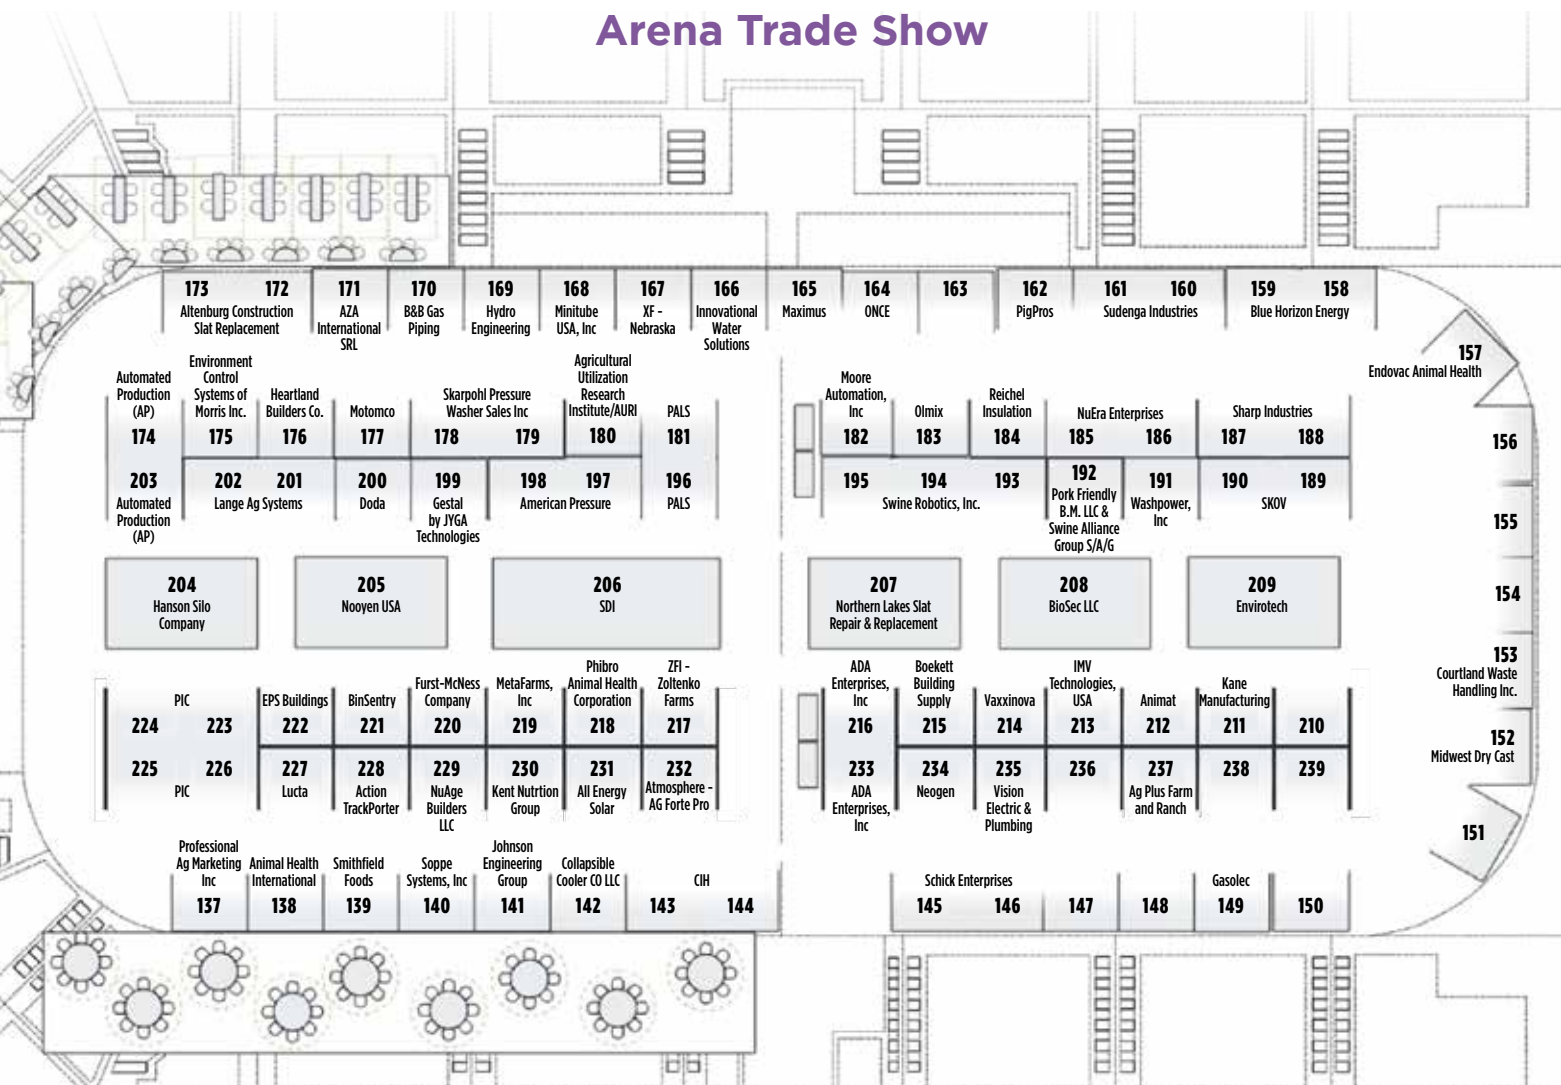 Arena Trade Show
173 172 171 170 169 168 167 166 165 164 163 162 161 160 159 158
Altenburg Construction
Slat Replacement
AZA
International
SRL
B&B Gas
Piping
Hydro
Engineering
Minitube
USA, Inc
XF -
Nebraska
Innovational
Water
Solutions
Maximus
ONCE
PigPros
Sudenga Industries
Blue Horizon Energy
157
Endovac Animal Health
156
155
154
153
Courtland Waste
Handling Inc.
152
Midwest Dry Cast
151
Automated
Production
(AP)
174
Environment
Control
Systems of
Morris Inc.
175
Heartland
Builders Co.
176
Motomco
177
Skarpohl Pressure
Washer Sales Inc
178 179
Agricultural
Utilization
Research
Institute/AURI
180
PALS
181
Moore
Automation,
Inc
182
Olmix
183
Reichel
Insulation
184
NuEra Enterprises
185 186
Sharp Industries
187 188
203
Automated
Production
(AP)
202 201
Lange Ag Systems
200
Doda
199
Gestal
by JYGA
Technologies
198 197
American Pressure
196
PALS
195 194 193
Swine Robotics, Inc.
192
Pork Friendly
B.M. LLC &
Swine Alliance
Group S/A/G
191
Washpower,
Inc
190 189
SKOV
204
Hanson Silo
Company
205
Nooyen USA
206
SDI
207
Northern Lakes Slat
Repair & Replacement
208
BioSec LLC
209
Envirotech
PIC
224 223
EPS Buildings
222
BinSentry
221
Furst-McNess
Company
220
MetaFarms,
Inc
219
Phibro
Animal Health
Corporation
218
ZFI -
Zoltenko
Farms
217
ADA
Enterprises,
Inc
216
Boekett
Building
Supply
215
Vaxxinova
214
IMV
Technologies,
USA
213
Animat
212
Kane
Manufacturing
211
210
225 226
PIC
227
Lucta
228
Action
TrackPorter
229
NuAge
Builders
LLC
230
Kent Nutrtion
Group
231
All Energy
Solar
232
Atmosphere -
AG Forte Pro
233
ADA
Enterprises,
Inc
234
Neogen
235
Vision
Electric &
Plumbing
236
237
Ag Plus Farm
and Ranch
238
239
Professional
Ag Marketing
Inc
137
Animal Health
International
138
Smithfield
Foods
139
Soppe
Systems, Inc
140
Johnson
Engineering
Group
141
Collapsible
Cooler CO LLC
142
CIH
143 144
Schick Enterprises
145 146
147
148
Gasolec
149
150